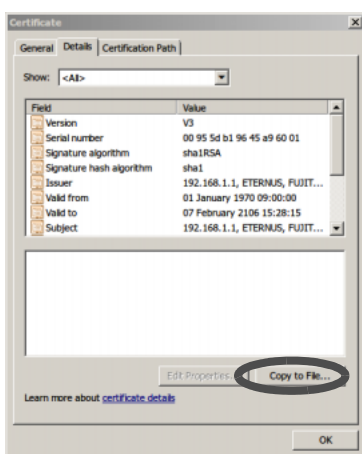 Certificate
General Details Certification Path
Show: <All>
Field Value
Version V3
Serial number 00 95 5d b1 96 45 a9 60 01
Signature algorithm sha1RSA
Signature hash algorithm sha1
Issuer 192.168.1.1, ETERNUS, FUJIT...
Valid from 01 January 1970 09:00:00
Valid to 07 February 2106 15:28:15
Subject 192.168.1.1, ETERNUS, FUJIT...
Edit Properties... Copy to File...
Learn more about certificate details
OK